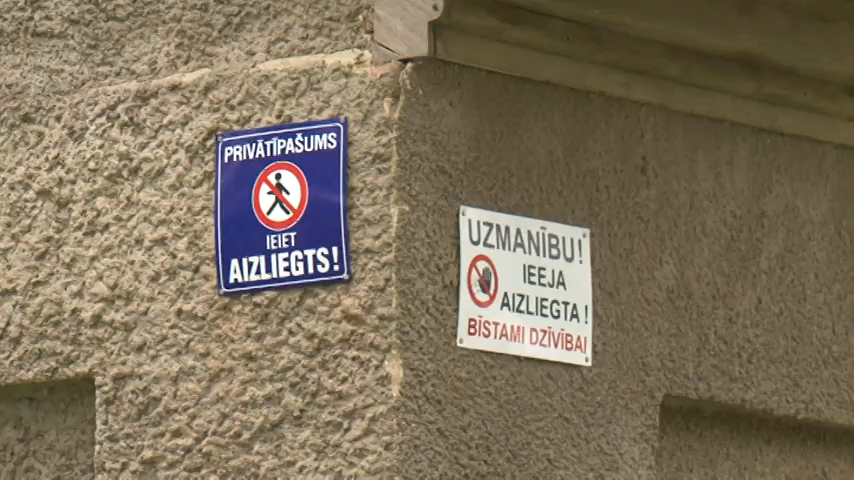 PRIVĀTĪPAŠUMS
IEIET
AIZLIEGTS!
UZMANĪBU!
IEEJA
AIZLIEGTA!
BĪSTAMI DZĪVĪBAI